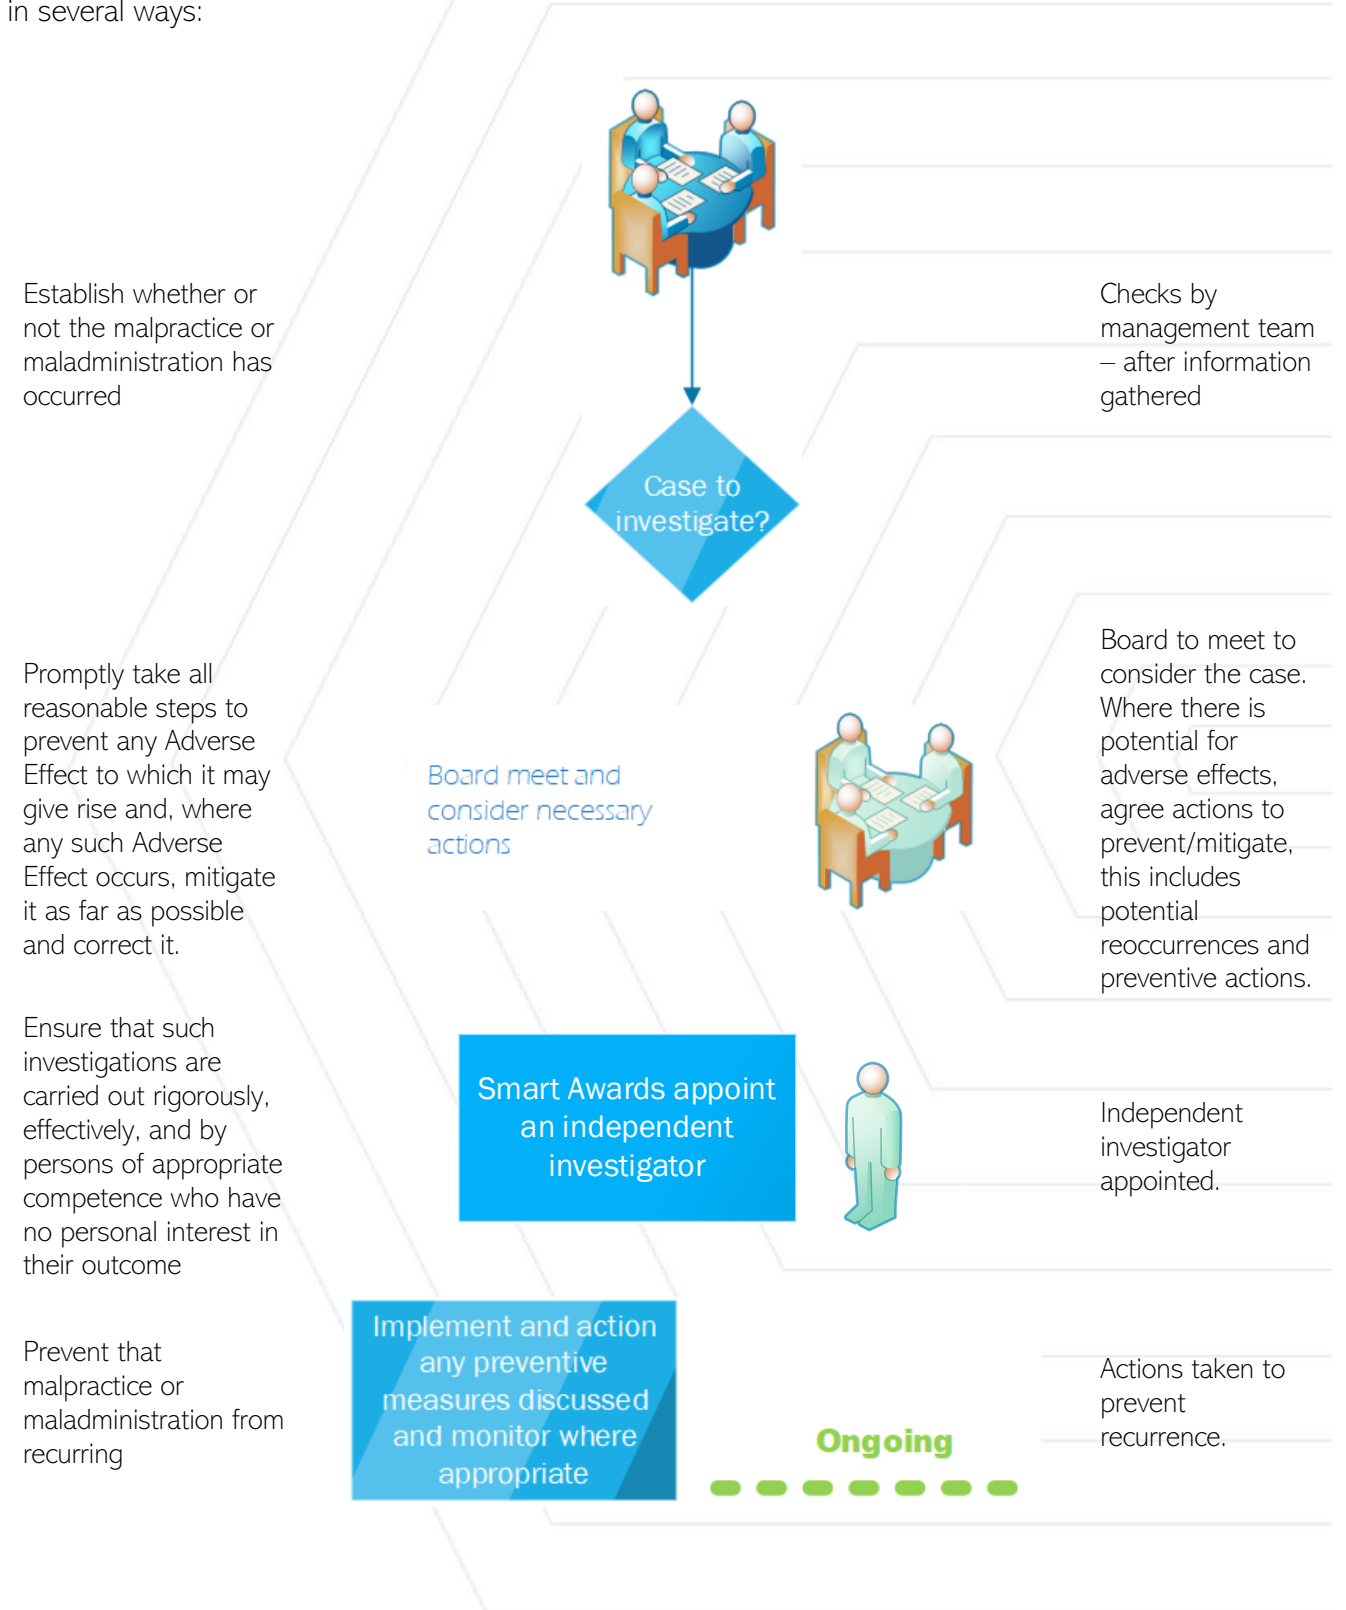 in several ways:
Establish whether or
not the malpractice or
maladministration has
occurred
Case to
investigate?
Checks by
management team
– after information
gathered
Promptly take all
reasonable steps to
prevent any Adverse
Effect to which it may
give rise and, where
any such Adverse
Effect occurs, mitigate
it as far as possible
and correct it.
Board meet and
consider necessary
actions
Board to meet to
consider the case.
Where there is
potential for
adverse effects,
agree actions to
prevent/mitigate,
this includes
potential
reoccurrences and
preventive actions.
Ensure that such
investigations are
carried out rigorously,
effectively, and by
persons of appropriate
competence who have
no personal interest in
their outcome
Smart Awards appoint
an independent
investigator
Independent
investigator
appointed.
Prevent that
malpractice or
maladministration from
recurring
Implement and action
any preventive
measures discussed
and monitor where
appropriate
Ongoing
Actions taken to
prevent
recurrence.